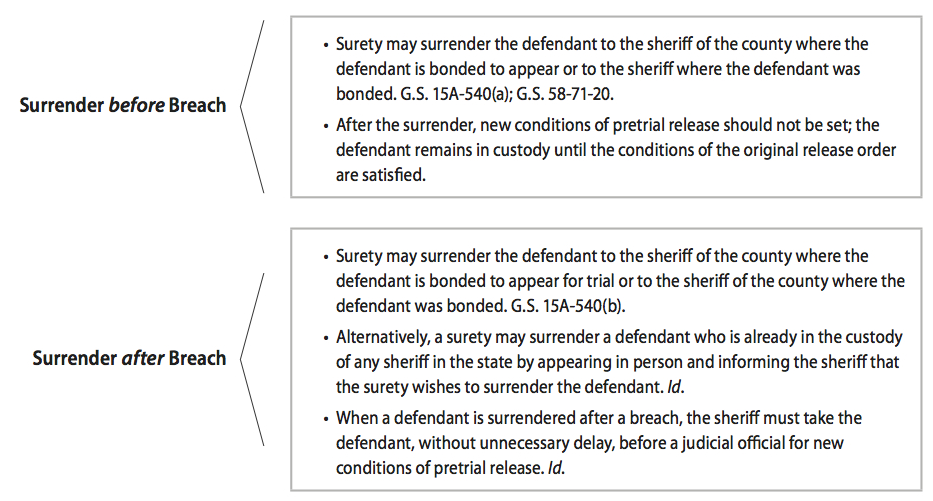 Surrender before Breach
• Surety may surrender the defendant to the sheriff of the county where the
defendant is bonded to appear or to the sheriff where the defendant was
bonded. G.S. 15A-540(a); G.S. 58-71-20.
• After the surrender, new conditions of pretrial release should not be set; the
defendant remains in custody until the conditions of the original release order
are satisfied.
Surrender after Breach
• Surety may surrender the defendant to the sheriff of the county where the
defendant is bonded to appear for trial or to the sheriff of the county where the
defendant was bonded. G.S. 15A-540(b).
• Alternatively, a surety may surrender a defendant who is already in the custody
of any sheriff in the state by appearing in person and informing the sheriff that
the surety wishes to surrender the defendant. Id.
• When a defendant is surrendered after a breach, the sheriff must take the
defendant, without unnecessary delay, before a judicial official for new
conditions of pretrial release. Id.